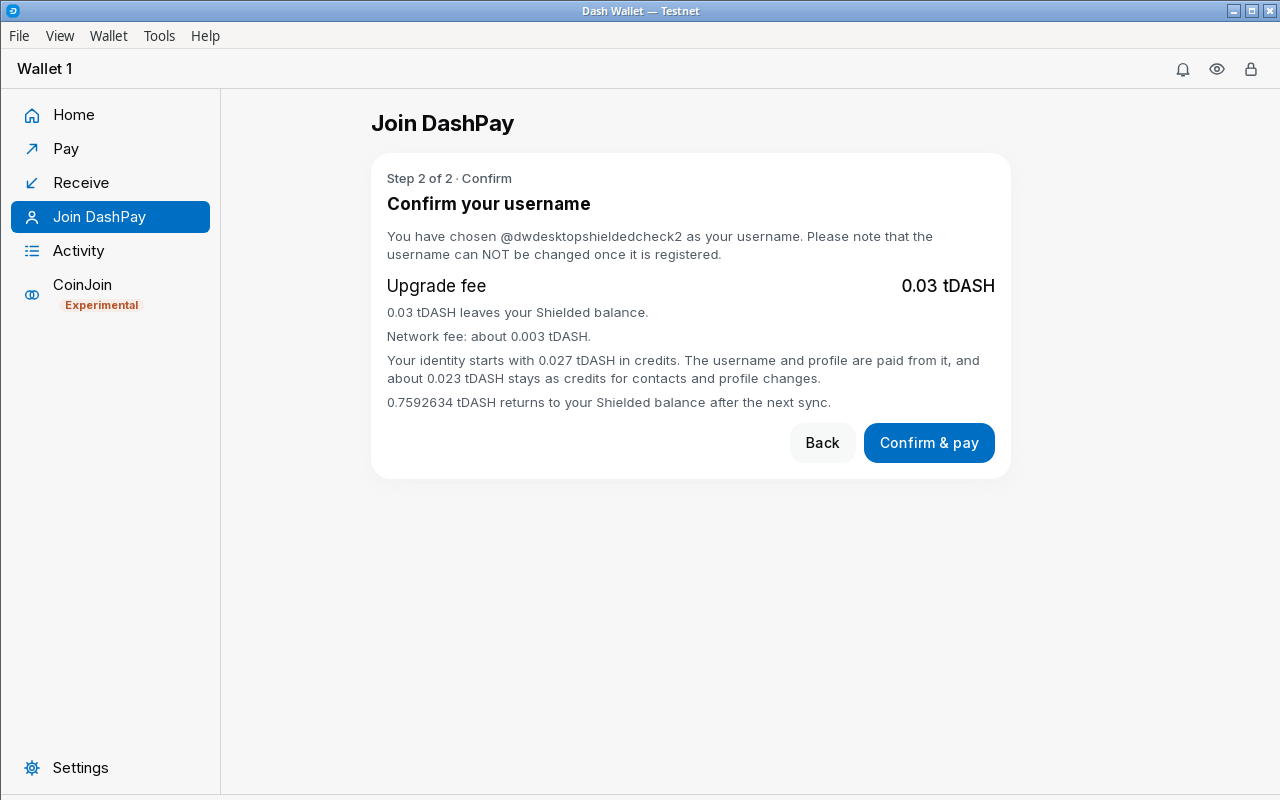 Dash Wallet — Testnet
File View Wallet Tools Help
Wallet 1
Home
Pay
Receive
Join DashPay
Activity
CoinJoin
Experimental
Settings
Join DashPay
Step 2 of 2 · Confirm
Confirm your username
You have chosen @dwdesktopshieldedcheck2 as your username. Please note that the
username can NOT be changed once it is registered.
Upgrade fee 0.03 tDASH
0.03 tDASH leaves your Shielded balance.
Network fee: about 0.003 tDASH.
Your identity starts with 0.027 tDASH in credits. The username and profile are paid from it, and
about 0.023 tDASH stays as credits for contacts and profile changes.
0.7592634 tDASH returns to your Shielded balance after the next sync.
Back Confirm & pay